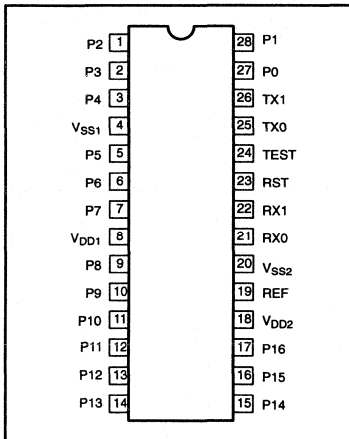 P2 1 28 P1
P3 2 27 P0
P4 3 26 TX1
VSS1 4 25 TX0
P5 5 24 TEST
P6 6 23 RST
P7 7 22 RX1
VDD1 8 21 RX0
P8 9 20 VSS2
P9 10 19 REF
P10 11 18 VDD2
P11 12 17 P16
P12 13 16 P15
P13 14 15 P14